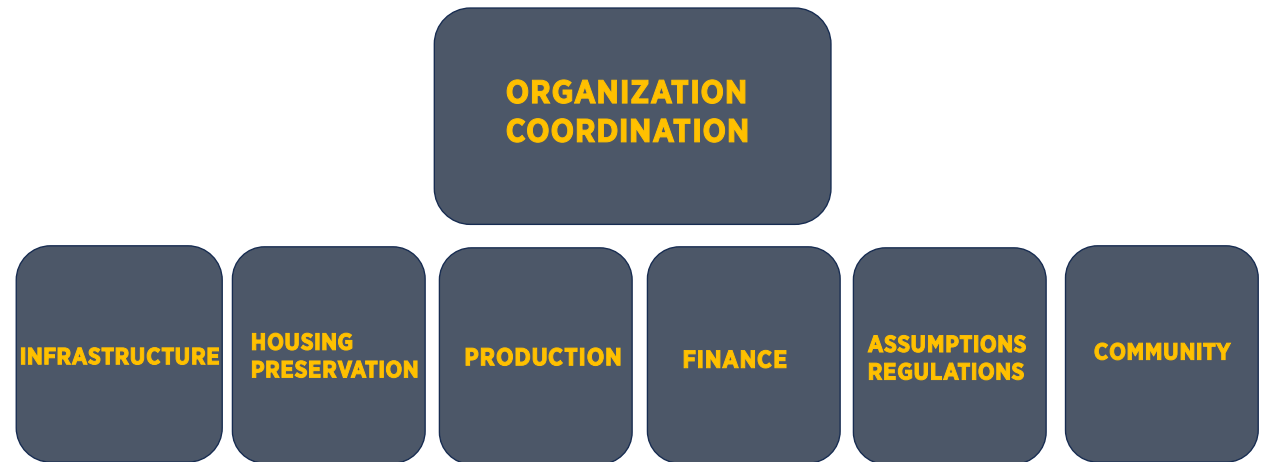 ORGANIZATION
COORDINATION
INFRASTRUCTURE
HOUSING
PRESERVATION
PRODUCTION
FINANCE
ASSUMPTIONS
REGULATIONS
COMMUNITY